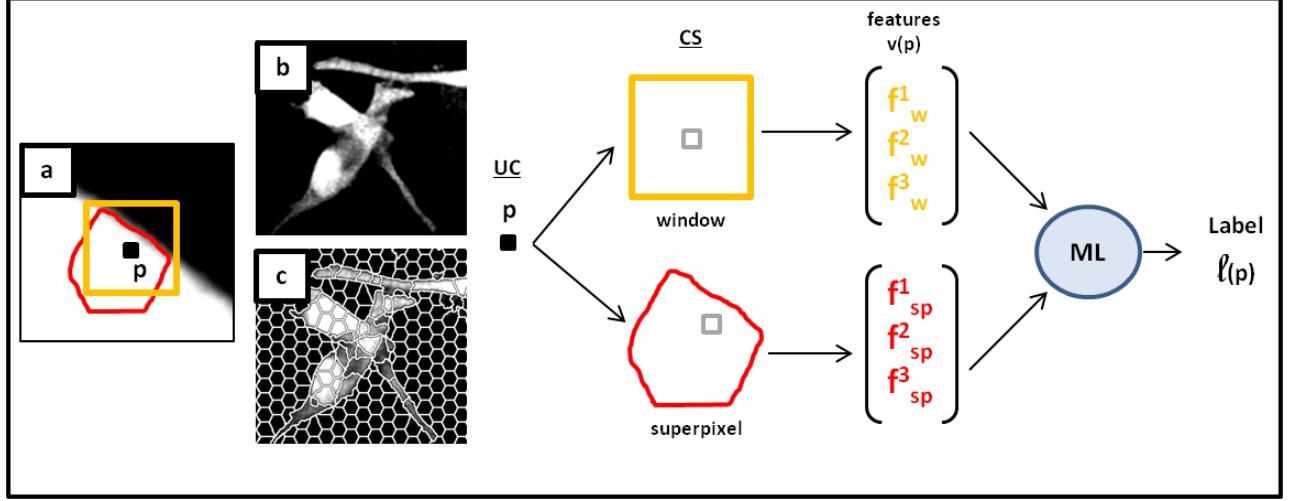 a
p
b
c
UC
p
CS
window
superpixel
features
v(p)
f¹w
f²w
f³w
f¹sp
f²sp
f³sp
ML
Label
ℓ(p)